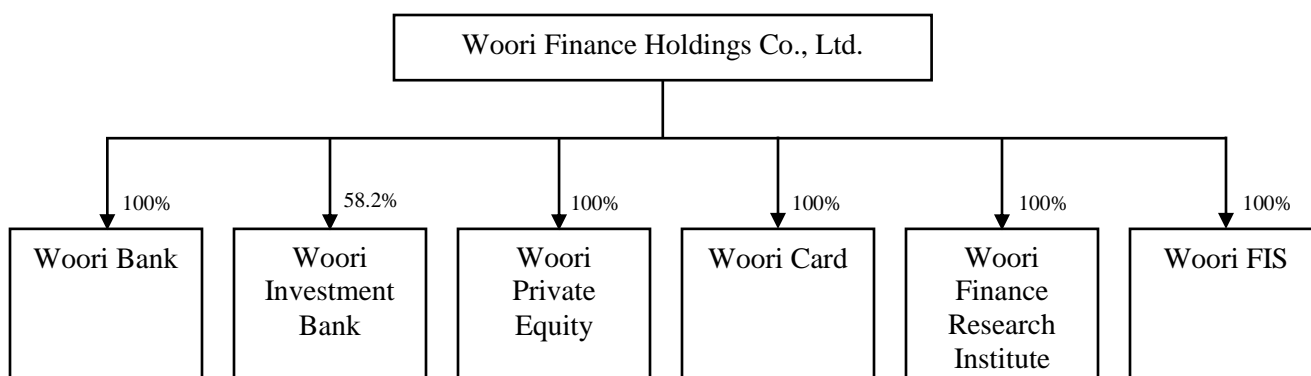 Woori Finance Holdings Co., Ltd.
100%
58.2%
100%
100%
100%
100%
Woori Bank
Woori
Investment
Bank
Woori
Private
Equity
Woori Card
Woori
Finance
Research
Institute
Woori FIS